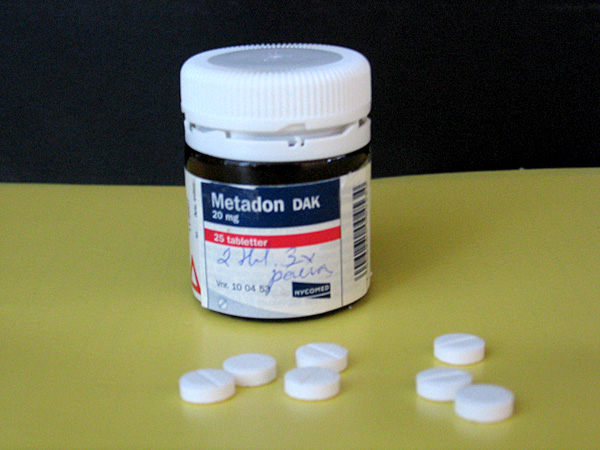 Metadon DAK
20 mg
25 tabletter
2 tbl. 3x
Vnr. 10 04 53
NYCOMED